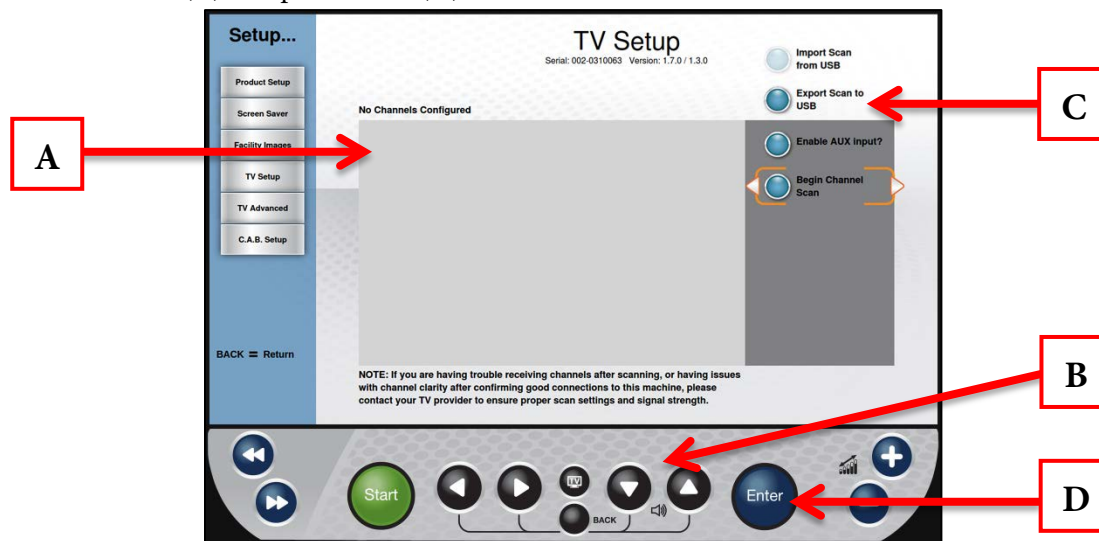 Setup...
TV Setup
Serial: 002-0310063 Version: 1.7.0 / 1.3.0
Import Scan
from USB
Export Scan to
USB
C
Product Setup
Screen Saver
Facility Images
TV Setup
TV Advanced
C.A.B. Setup
A
No Channels Configured
Enable AUX input?
Begin Channel
Scan
BACK = Return
NOTE: If you are having trouble receiving channels after scanning, or having issues
with channel clarity after confirming good connections to this machine, please
contact your TV provider to ensure proper scan settings and signal strength.
B
Start
TV
BACK
Enter
D